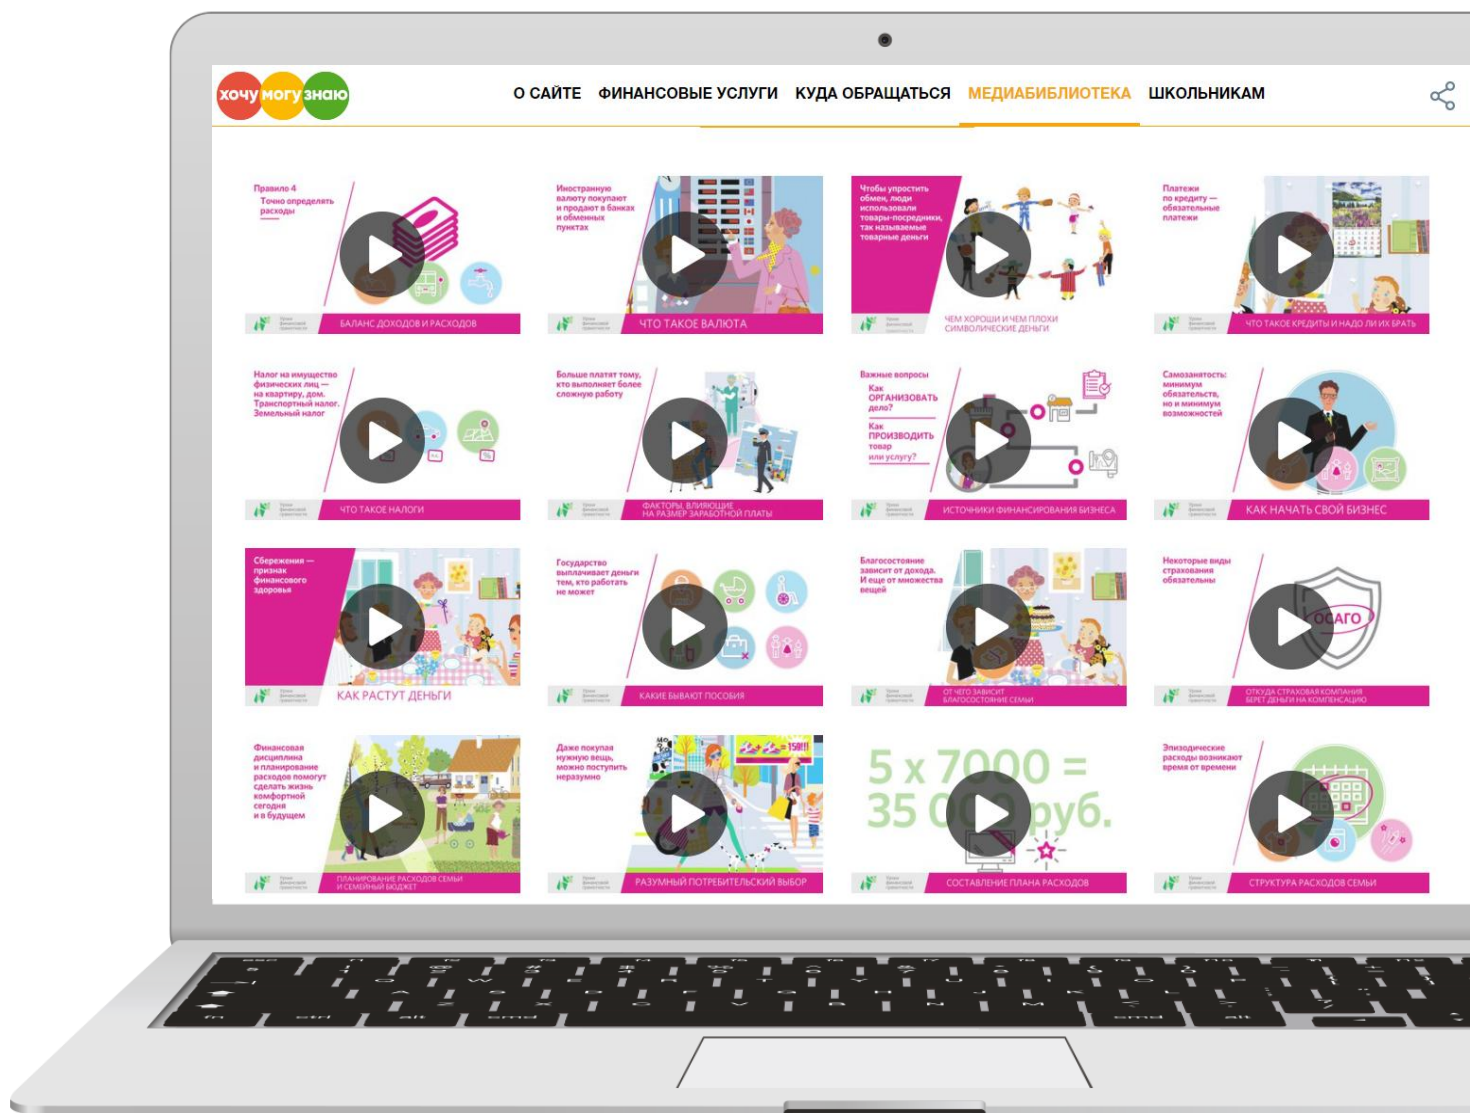 хочу могу знаю
О САЙТЕ ФИНАНСОВЫЕ УСЛУГИ КУДА ОБРАЩАТЬСЯ МЕДИАБИБЛИОТЕКА ШКОЛЬНИКАМ
Правило 4
Точно определять
расходы
БАЛАНС ДОХОДОВ И РАСХОДОВ
Иностранную
валюту покупают
и продают в банках
и обменных
пунктах
ЧТО ТАКОЕ ВАЛЮТА
Чтобы упростить
обмен, люди
использовали
товары-посредники,
так называемые
товарные деньги
ЧЕМ ХОРОШИ И ЧЕМ ПЛОХИ
СИМВОЛИЧЕСКИЕ ДЕНЬГИ
Платежи
по кредиту —
обязательные
платежи
ЧТО ТАКОЕ КРЕДИТЫ И НАДО ЛИ ИХ БРАТЬ
Налог на имущество
физических лиц —
на квартиру, дом.
Транспортный налог.
Земельный налог
%
ЧТО ТАКОЕ НАЛОГИ
Больше платят тому,
кто выполняет более
сложную работу
ФАКТОРЫ, ВЛИЯЮЩИЕ
НА РАЗМЕР ЗАРАБОТНОЙ ПЛАТЫ
Важные вопросы
Как
ОРГАНИЗОВАТЬ
дело?
Как
ПРОИЗВОДИТЬ
товар
или услугу?
ИСТОЧНИКИ ФИНАНСИРОВАНИЯ БИЗНЕСА
Самозанятость:
минимум
обязательств,
но и минимум
возможностей
КАК НАЧАТЬ СВОЙ БИЗНЕС
Сбережения —
признак
финансового
здоровья
КАК РАСТУТ ДЕНЬГИ
Государство
выплачивает деньги
тем, кто работать
не может
КАКИЕ БЫВАЮТ ПОСОБИЯ
Благосостояние
зависит от дохода.
И еще от множества
вещей
ОТ ЧЕГО ЗАВИСИТ
БЛАГОСОСТОЯНИЕ СЕМЬИ
Некоторые виды
страхования
обязательны
ОСАГО
ОТКУДА СТРАХОВАЯ КОМПАНИЯ
БЕРЕТ ДЕНЬГИ НА КОМПЕНСАЦИЮ
Финансовая
дисциплина
и планирование
расходов помогут
сделать жизнь
комфортной
сегодня
и в будущем
ПЛАНИРОВАНИЕ РАСХОДОВ СЕМЬИ
И СЕМЕЙНЫЙ БЮДЖЕТ
Даже покупая
нужную вещь,
можно поступить
неразумно
= 150!!!
РАЗУМНЫЙ ПОТРЕБИТЕЛЬСКИЙ ВЫБОР
5 х 7000 =
35 000 руб.
СОСТАВЛЕНИЕ ПЛАНА РАСХОДОВ
Эпизодические
расходы возникают
время от времени
СТРУКТУРА РАСХОДОВ СЕМЬИ
fn ctrl alt cmd cmd alt